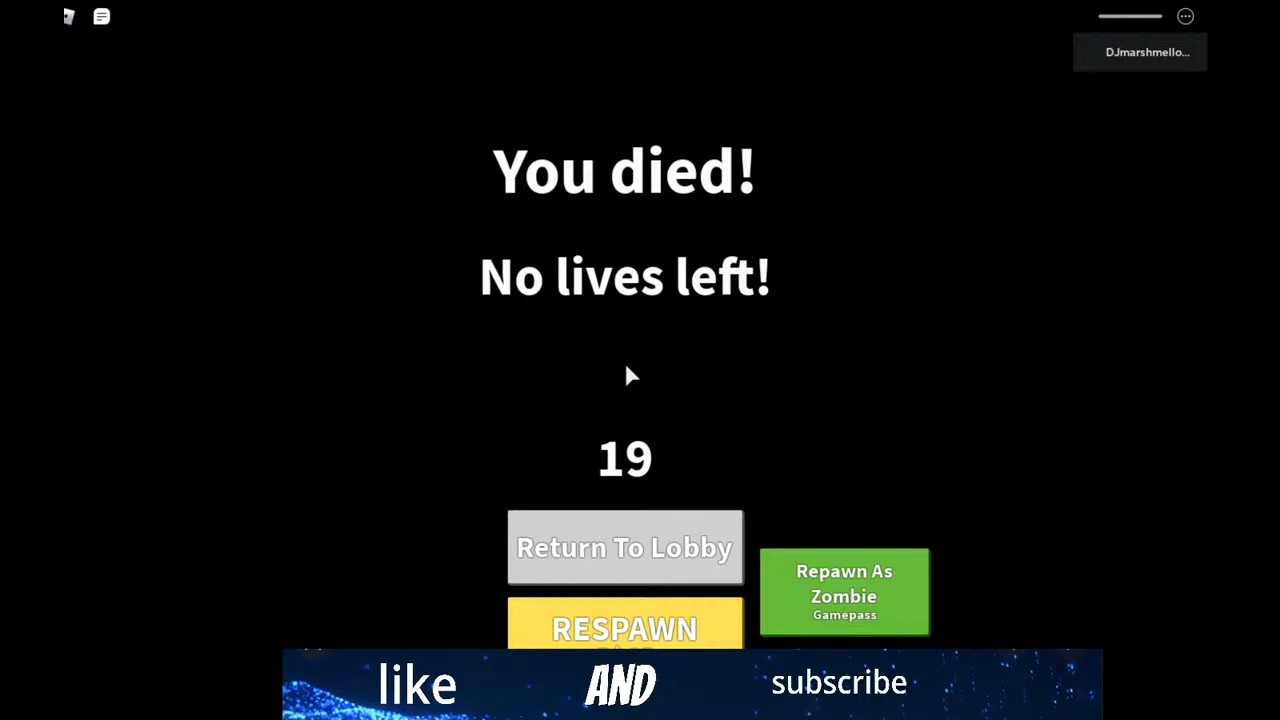 DJmarshmello...
You died!
No lives left!
19
Return To Lobby
Repawn As
Zombie
Gamepass
RESPAWN
like AND subscribe